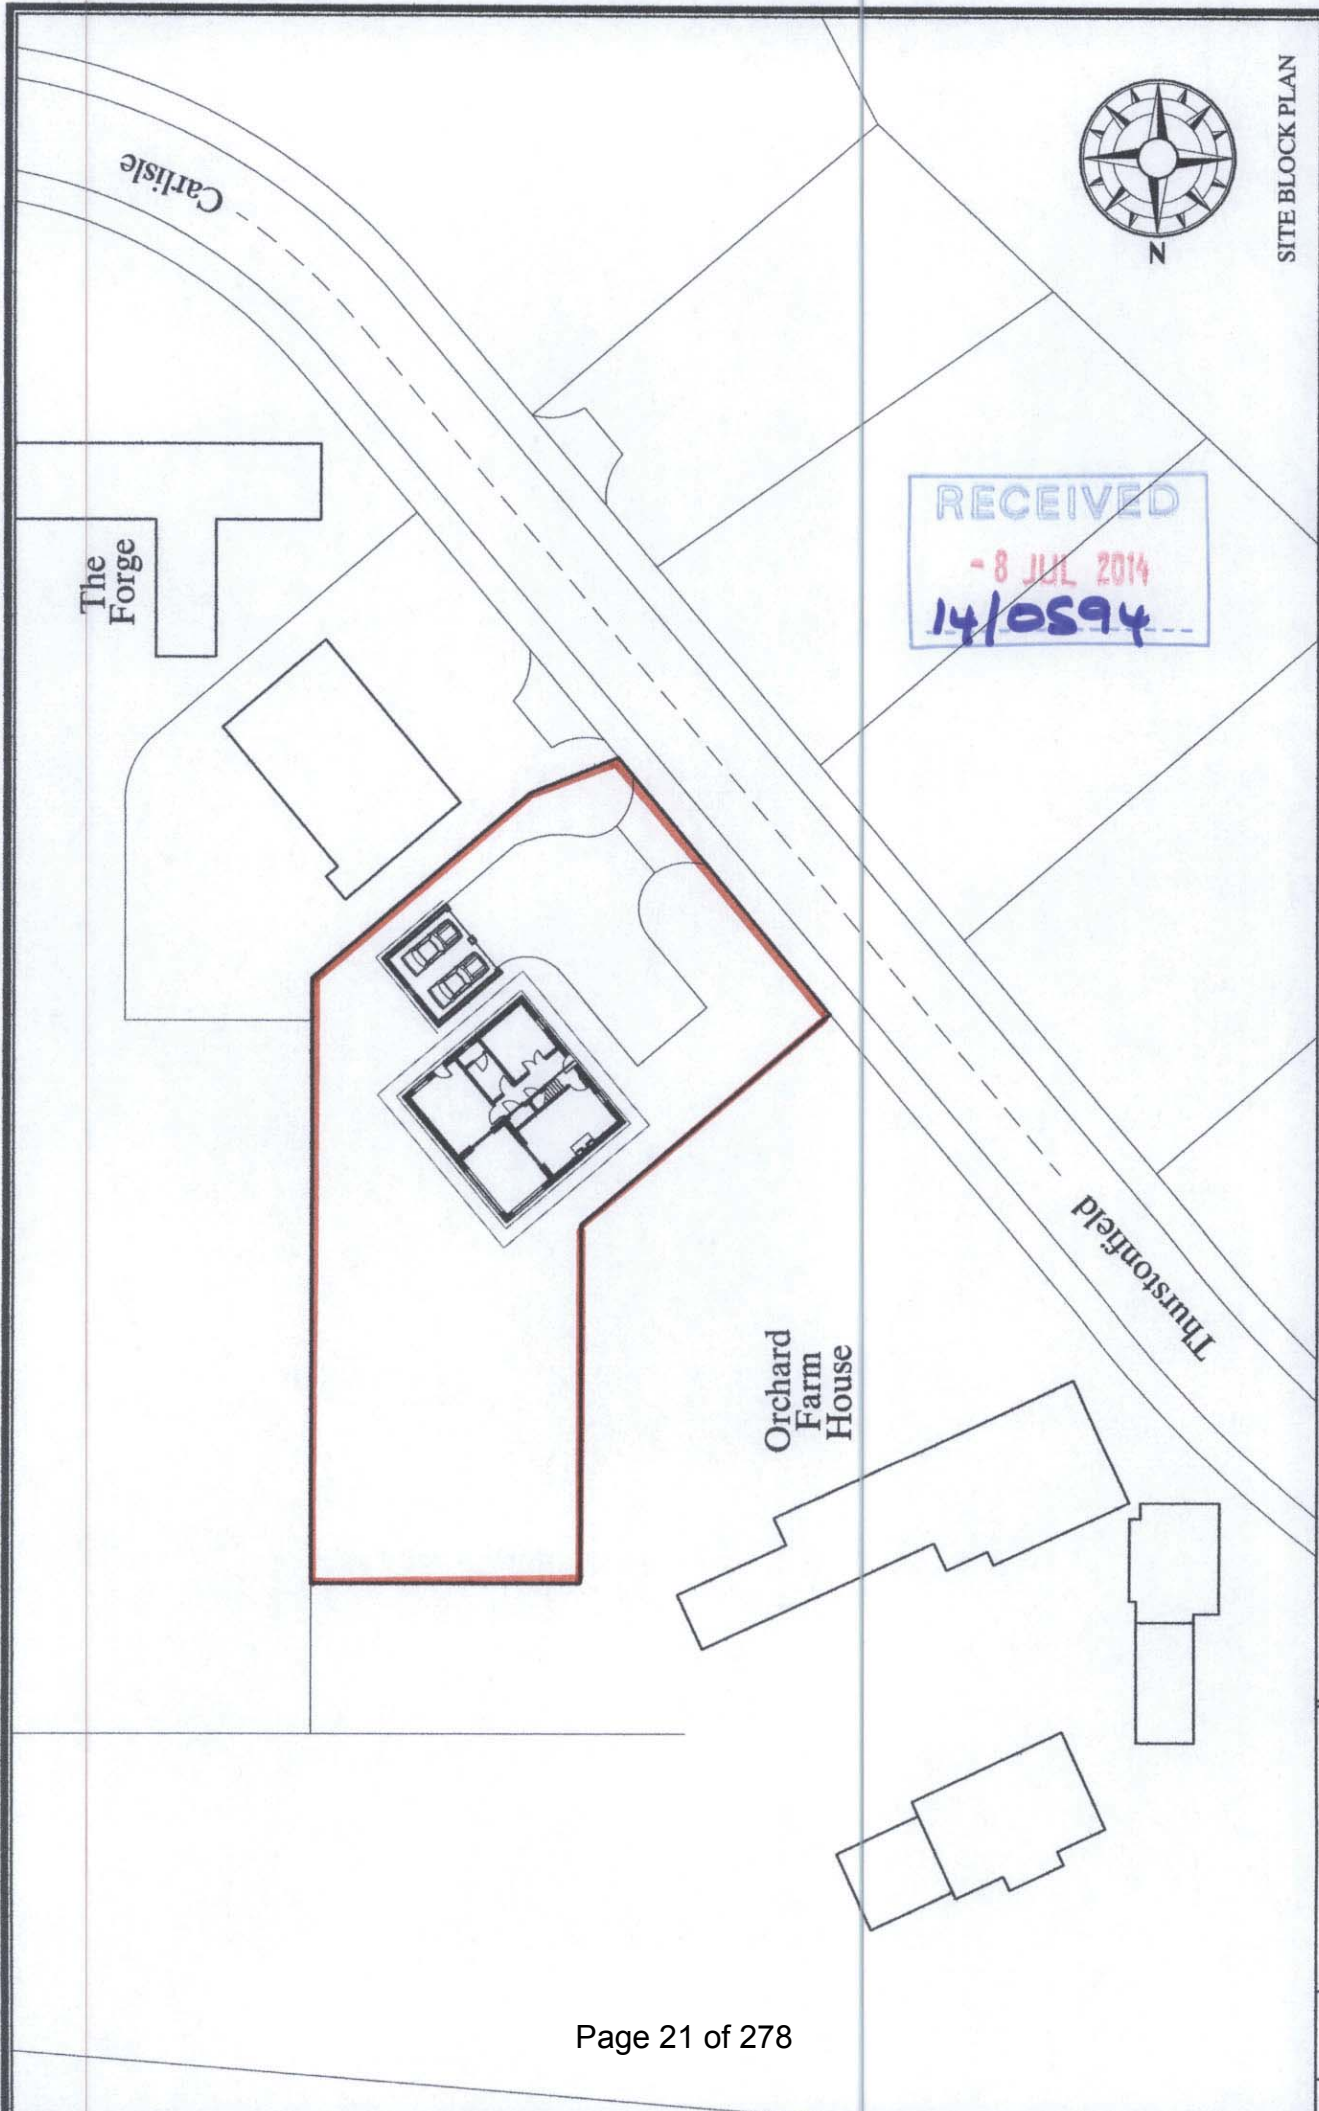 SITE BLOCK PLAN
N
Carlisle
The
Forge
RECEIVED
- 8 JUL 2014
14/0594
Thurstonfield
Orchard
Farm
House
Page 21 of 278